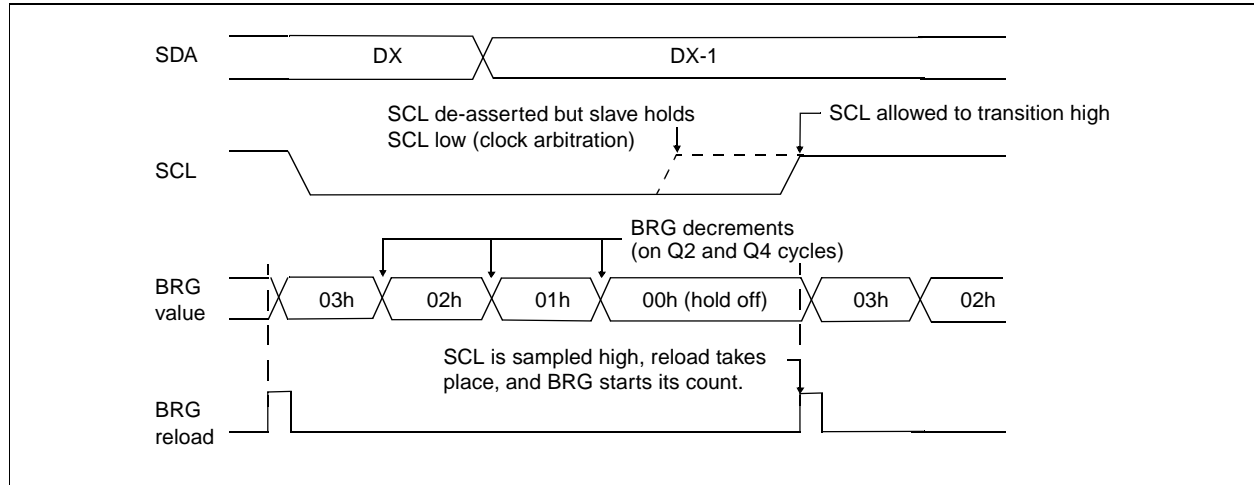 SDA
DX
DX-1
SCL de-asserted but slave holds
SCL low (clock arbitration)
SCL allowed to transition high
SCL
BRG decrements
(on Q2 and Q4 cycles)
BRG
value
03h
02h
01h
00h (hold off)
03h
02h
SCL is sampled high, reload takes
place, and BRG starts its count.
BRG
reload